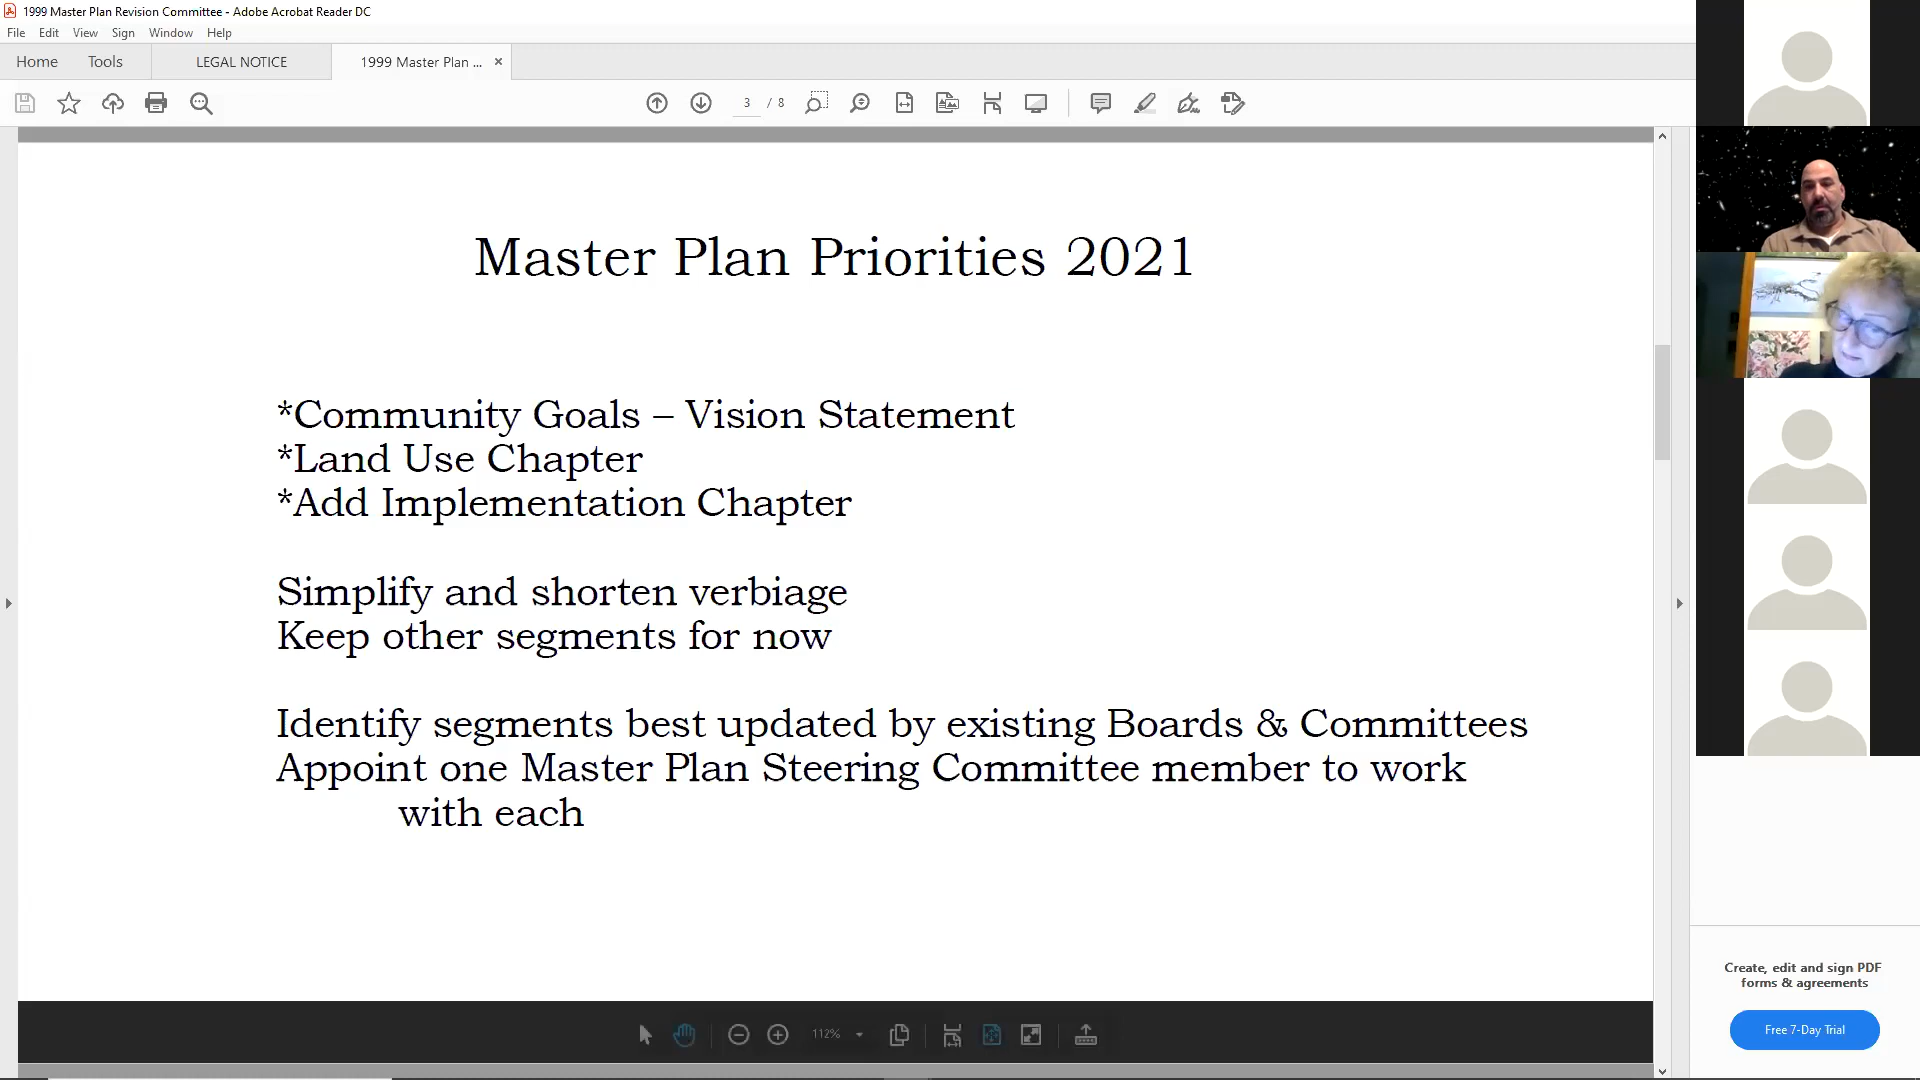 1999 Master Plan Revision Committee - Adobe Acrobat Reader DC
File Edit View Sign Window Help
Home Tools LEGAL NOTICE 1999 Master Plan ... ×
3 / 8
Master Plan Priorities 2021
*Community Goals – Vision Statement
*Land Use Chapter
*Add Implementation Chapter
Simplify and shorten verbiage
Keep other segments for now
Identify segments best updated by existing Boards & Committees
Appoint one Master Plan Steering Committee member to work
with each
112%
Create, edit and sign PDF
forms & agreements
Free 7-Day Trial